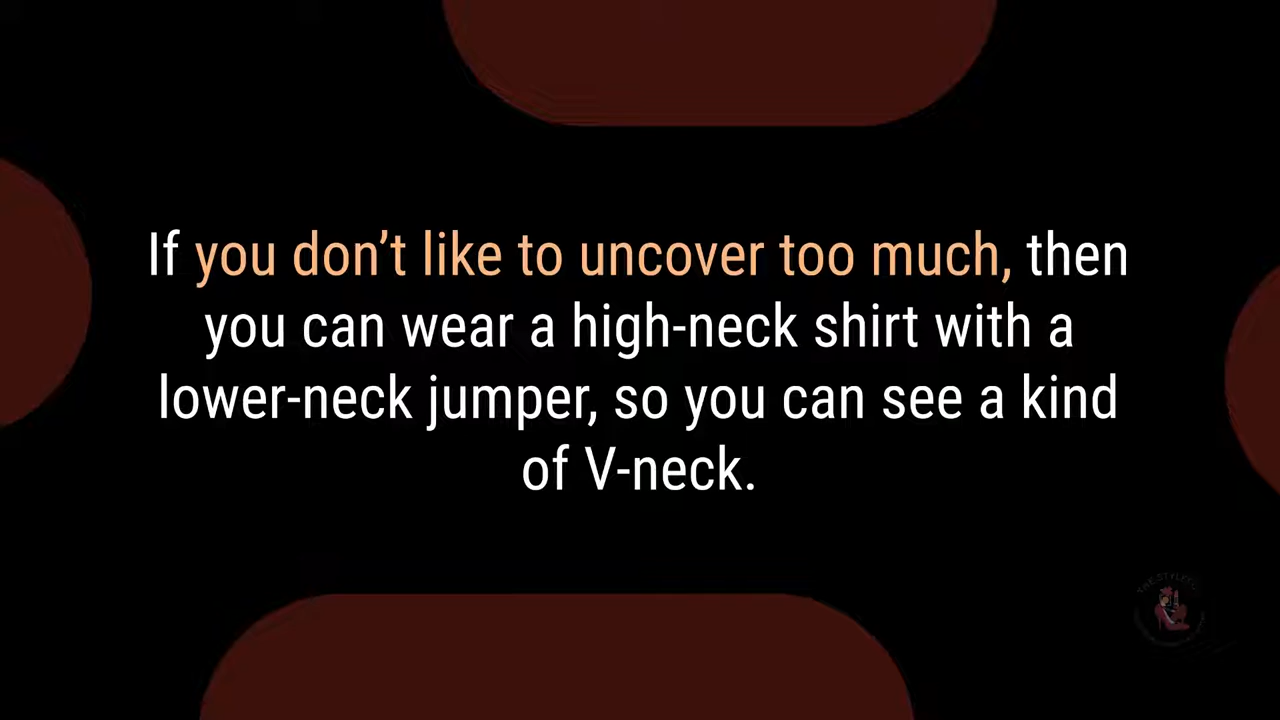 If you don’t like to uncover too much, then
you can wear a high-neck shirt with a
lower-neck jumper, so you can see a kind
of V-neck.